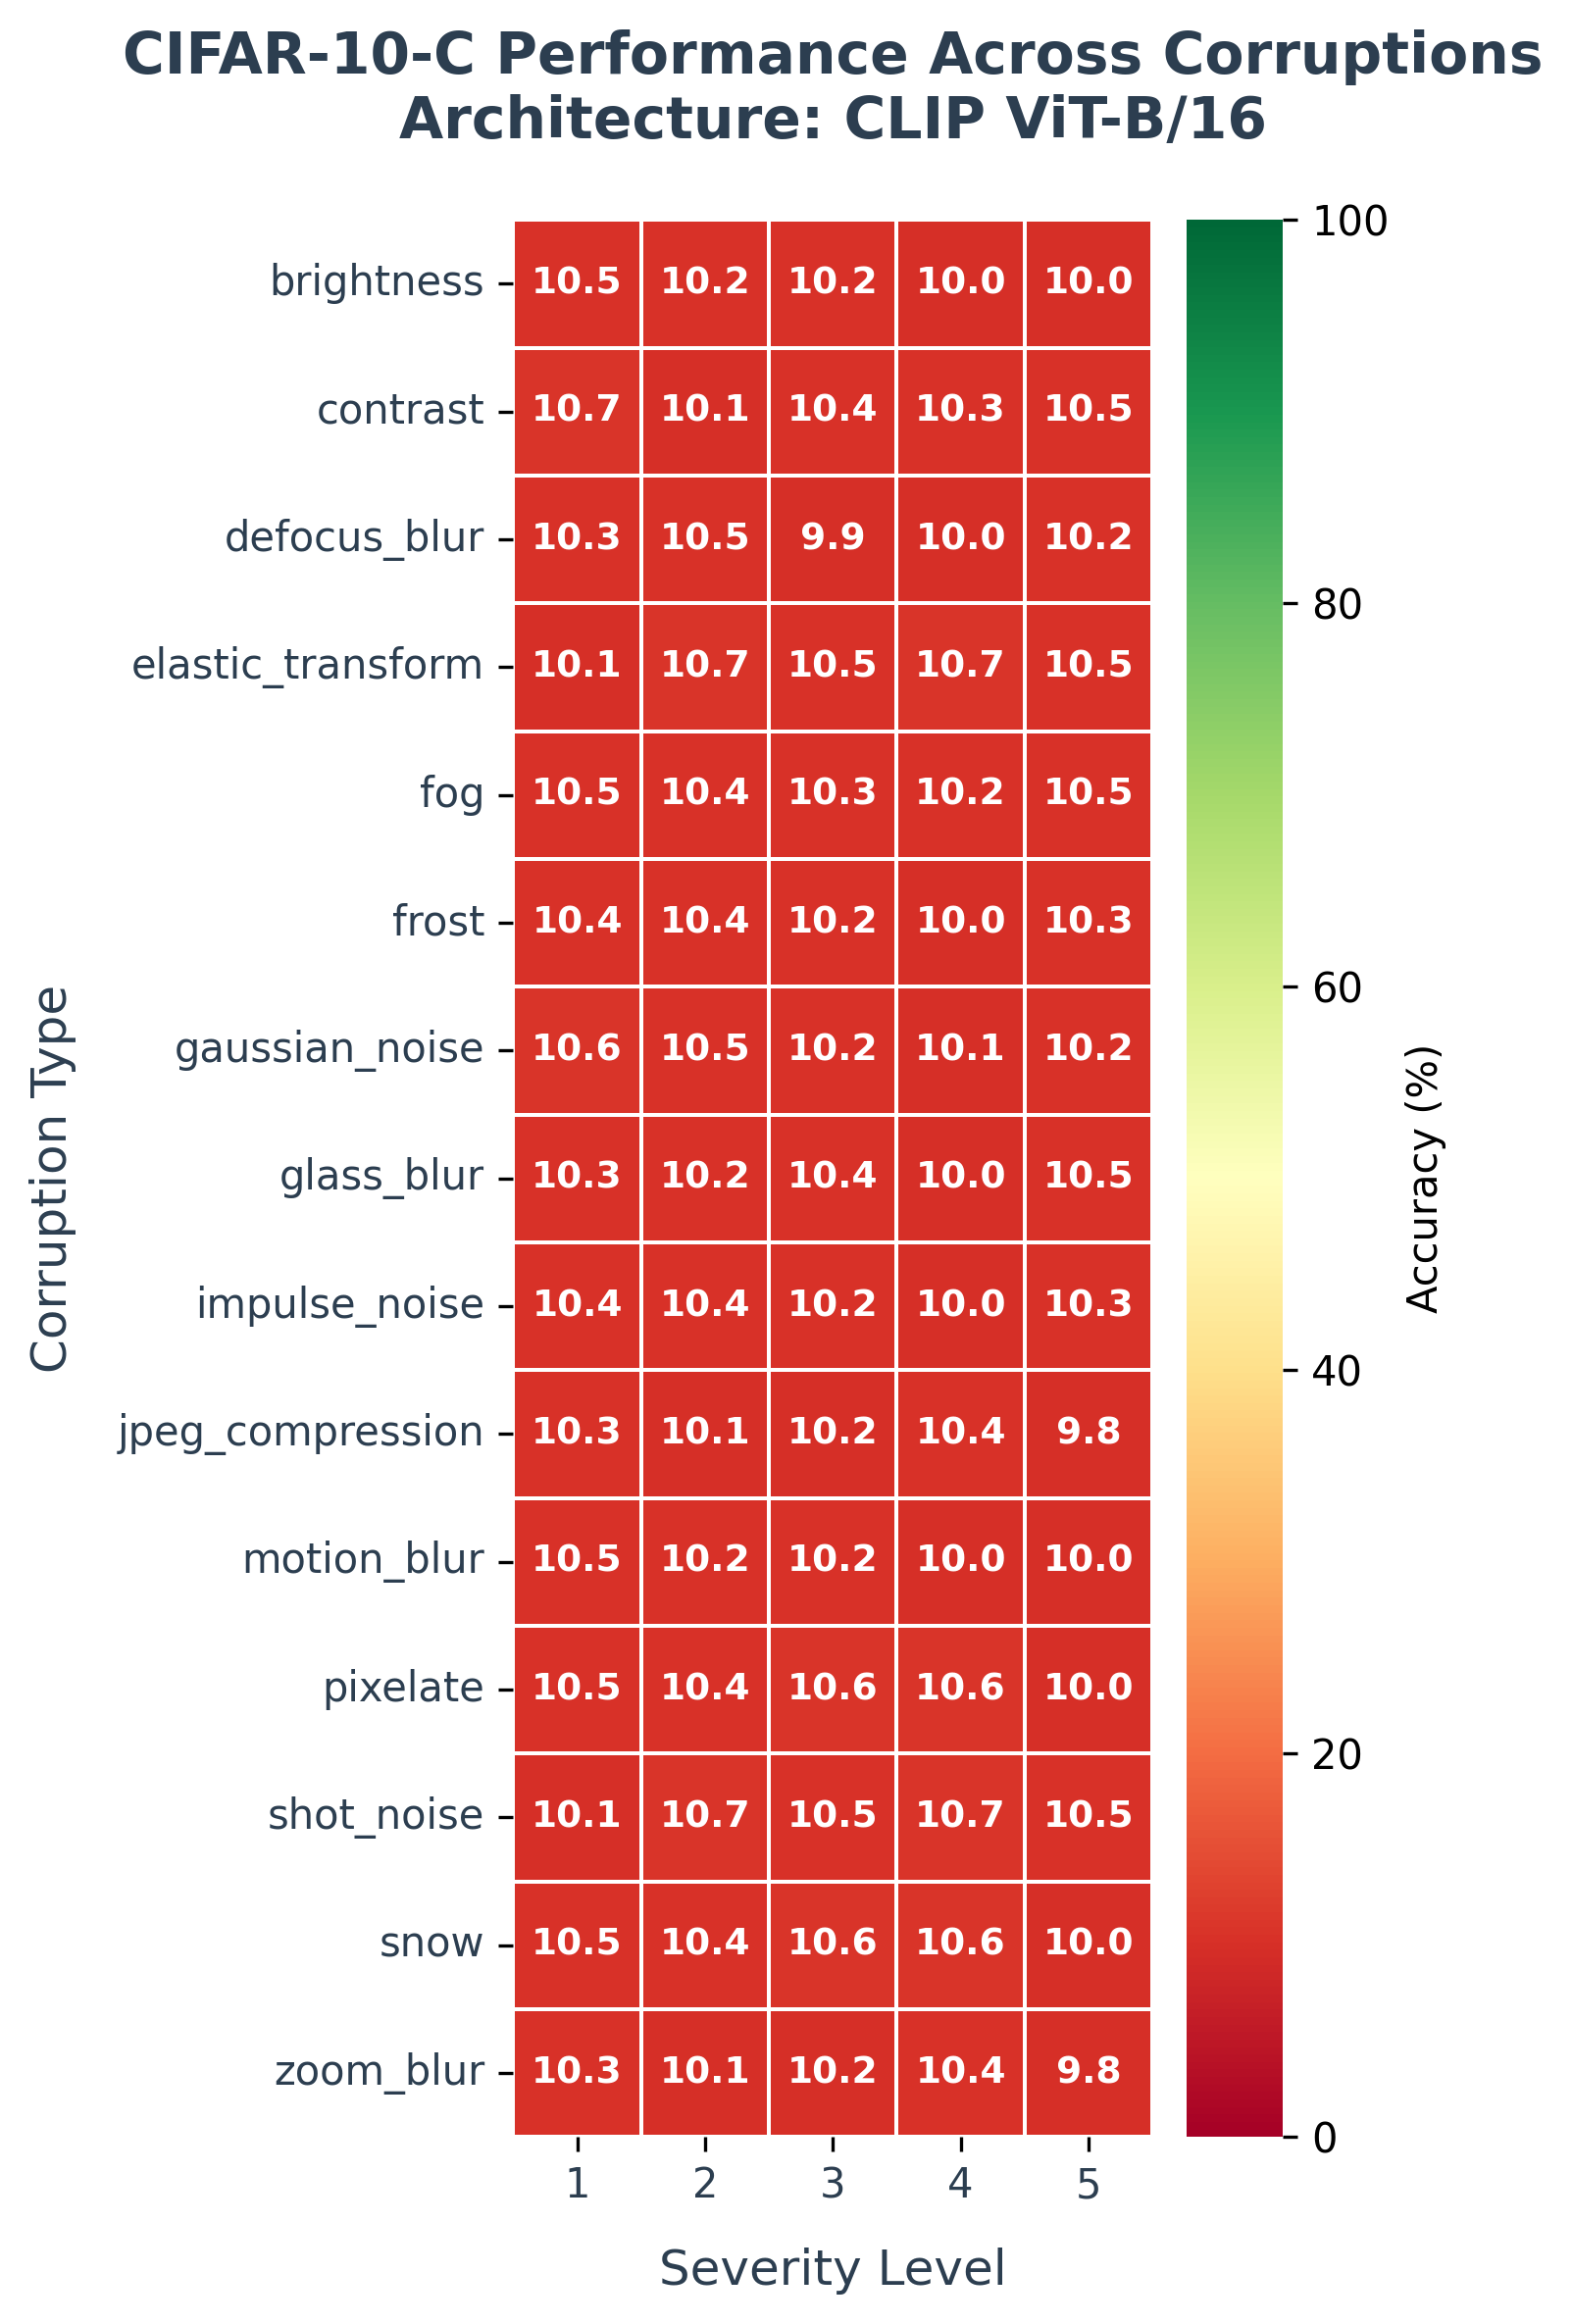 CIFAR-10-C Performance Across Corruptions
Architecture: CLIP ViT-B/16
Corruption Type
brightness 10.5 10.2 10.2 10.0 10.0
contrast 10.7 10.1 10.4 10.3 10.5
defocus_blur 10.3 10.5 9.9 10.0 10.2
elastic_transform 10.1 10.7 10.5 10.7 10.5
fog 10.5 10.4 10.3 10.2 10.5
frost 10.4 10.4 10.2 10.0 10.3
gaussian_noise 10.6 10.5 10.2 10.1 10.2
glass_blur 10.3 10.2 10.4 10.0 10.5
impulse_noise 10.4 10.4 10.2 10.0 10.3
jpeg_compression 10.3 10.1 10.2 10.4 9.8
motion_blur 10.5 10.2 10.2 10.0 10.0
pixelate 10.5 10.4 10.6 10.6 10.0
shot_noise 10.1 10.7 10.5 10.7 10.5
snow 10.5 10.4 10.6 10.6 10.0
zoom_blur 10.3 10.1 10.2 10.4 9.8
1 2 3 4 5
Severity Level
100
80
60
40
20
0
Accuracy (%)